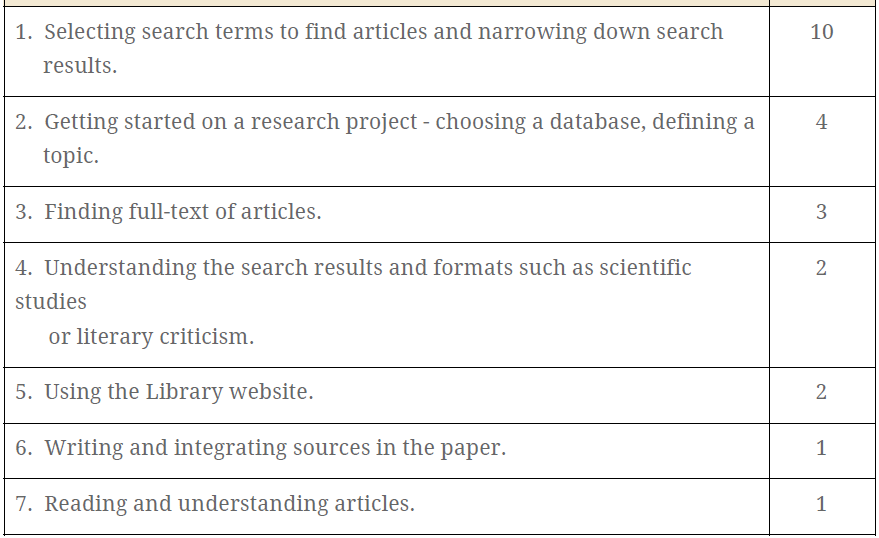 1. Selecting search terms to find articles and narrowing down search 10
results.
2. Getting started on a research project - choosing a database, defining a 4
topic.
3. Finding full-text of articles. 3
4. Understanding the search results and formats such as scientific 2
studies
or literary criticism.
5. Using the Library website. 2
6. Writing and integrating sources in the paper. 1
7. Reading and understanding articles. 1